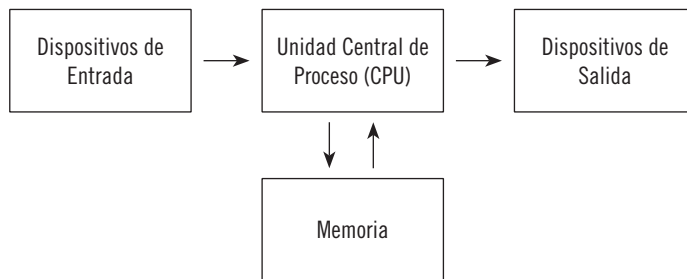 Dispositivos de
Entrada
Unidad Central de
Proceso (CPU)
Dispositivos de
Salida
Memoria